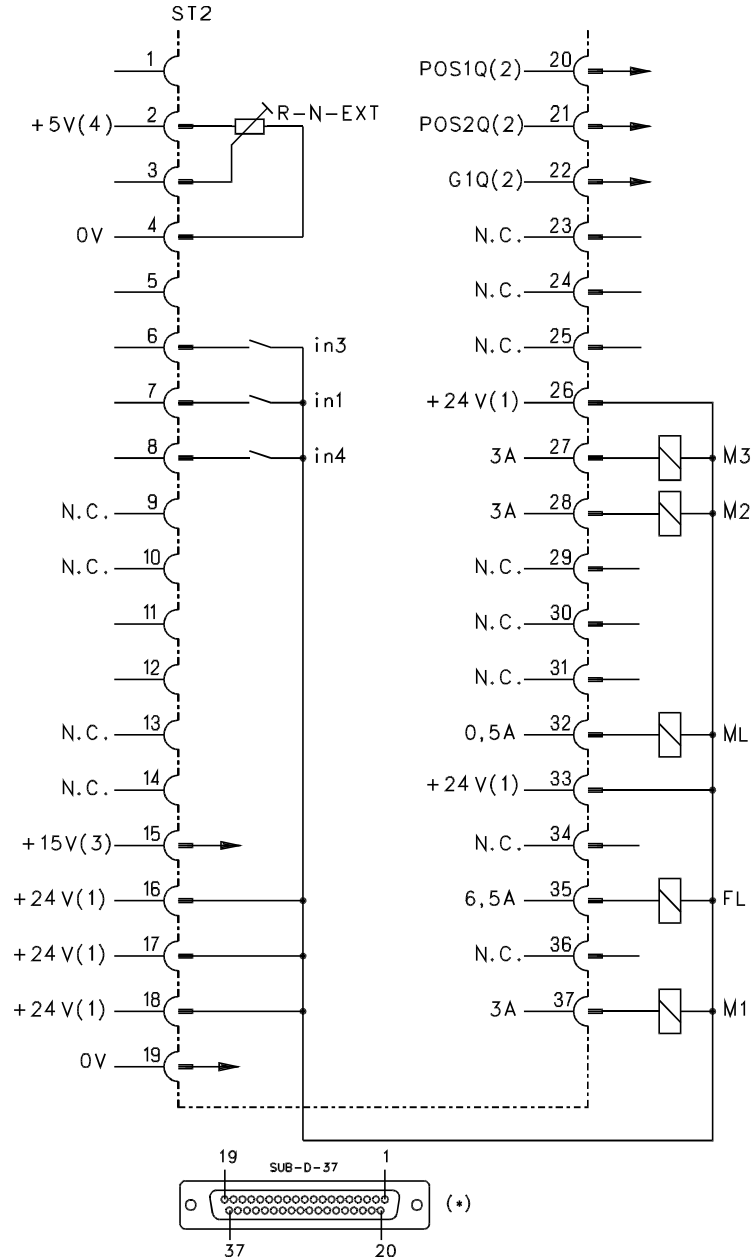 ST2
1
+5V(4) 2 R-N-EXT
3
0V 4
5
6 in3
7 in1
8 in4
N.C. 9
N.C. 10
11
12
N.C. 13
N.C. 14
+15V(3) 15
+24V(1) 16
+24V(1) 17
+24V(1) 18
0V 19
POS1Q(2) 20
POS2Q(2) 21
G1Q(2) 22
N.C. 23
N.C. 24
N.C. 25
+24V(1) 26
3A 27 M3
3A 28 M2
N.C. 29
N.C. 30
N.C. 31
0,5A 32 ML
+24V(1) 33
N.C. 34
6,5A 35 FL
N.C. 36
3A 37 M1
19 SUB-D-37 1
(*)
37 20